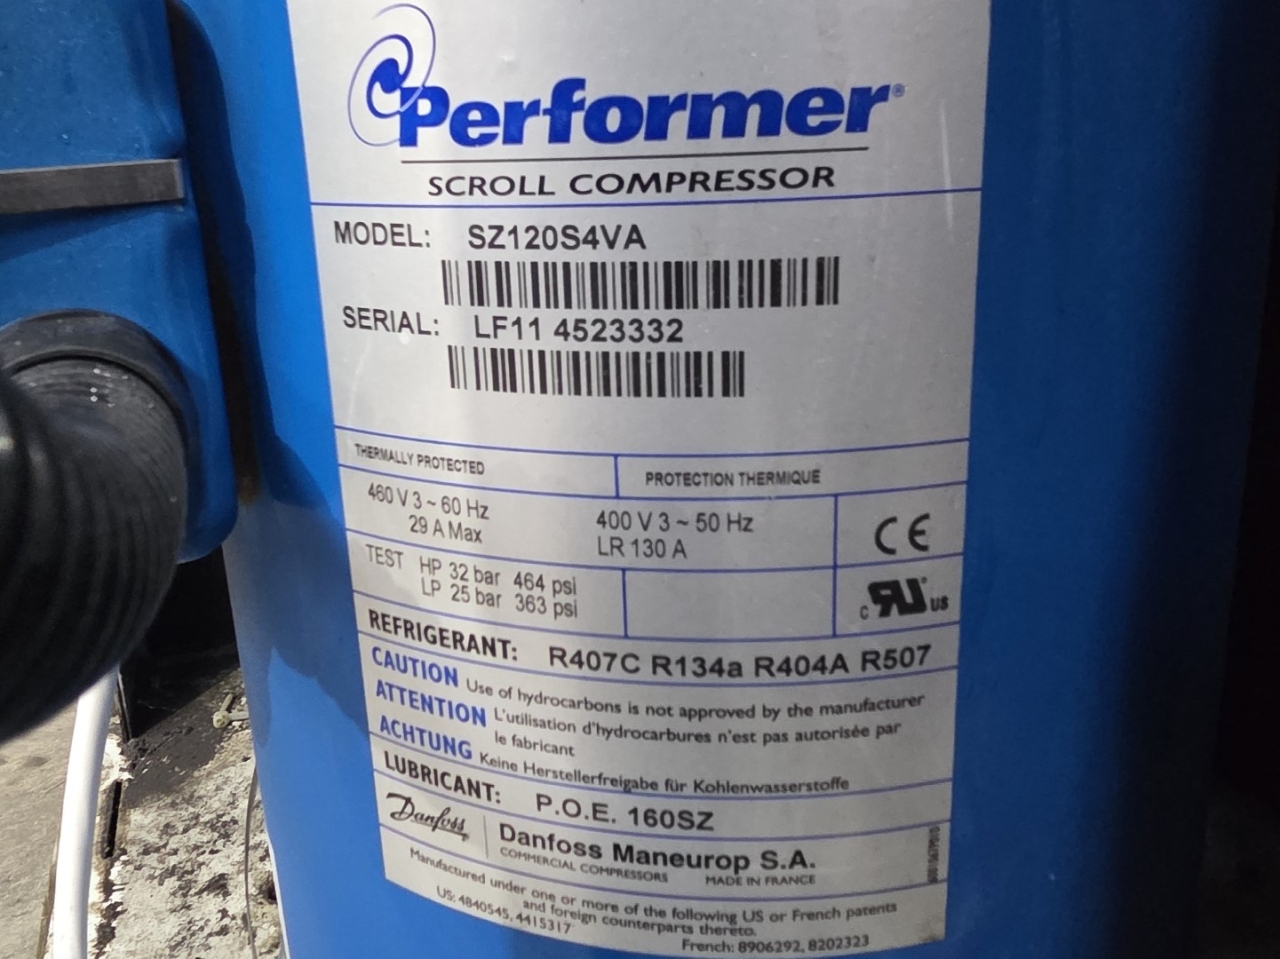 Performer®
SCROLL COMPRESSOR
MODEL: SZ120S4VA
SERIAL: LF11 4523332
THERMALLY PROTECTED
PROTECTION THERMIQUE
460 V 3 ~ 60 Hz
29 A Max
400 V 3 ~ 50 Hz
LR 130 A
CE
TEST HP 32 bar 464 psi
LP 25 bar 363 psi
c RU us
REFRIGERANT: R407C R134a R404A R507
CAUTION Use of hydrocarbons is not approved by the manufacturer
ATTENTION L'utilisation d'hydrocarbures n'est pas autorisée par
le fabricant
ACHTUNG Keine Herstellerfreigabe für Kohlenwasserstoffe
LUBRICANT: P.O.E. 160SZ
Danfoss
Danfoss Maneurop S.A.
COMMERCIAL COMPRESSORS MADE IN FRANCE
Manufactured under one or more of the following US or French patents
and foreign counterparts thereto.
US: 4840545, 4415317
French: 8906292, 8202323